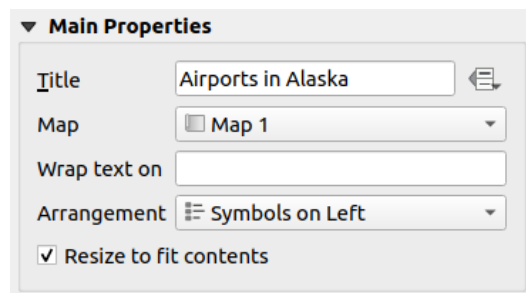 Main Properties
Title Airports in Alaska
Map Map 1
Wrap text on
Arrangement Symbols on Left
Resize to fit contents